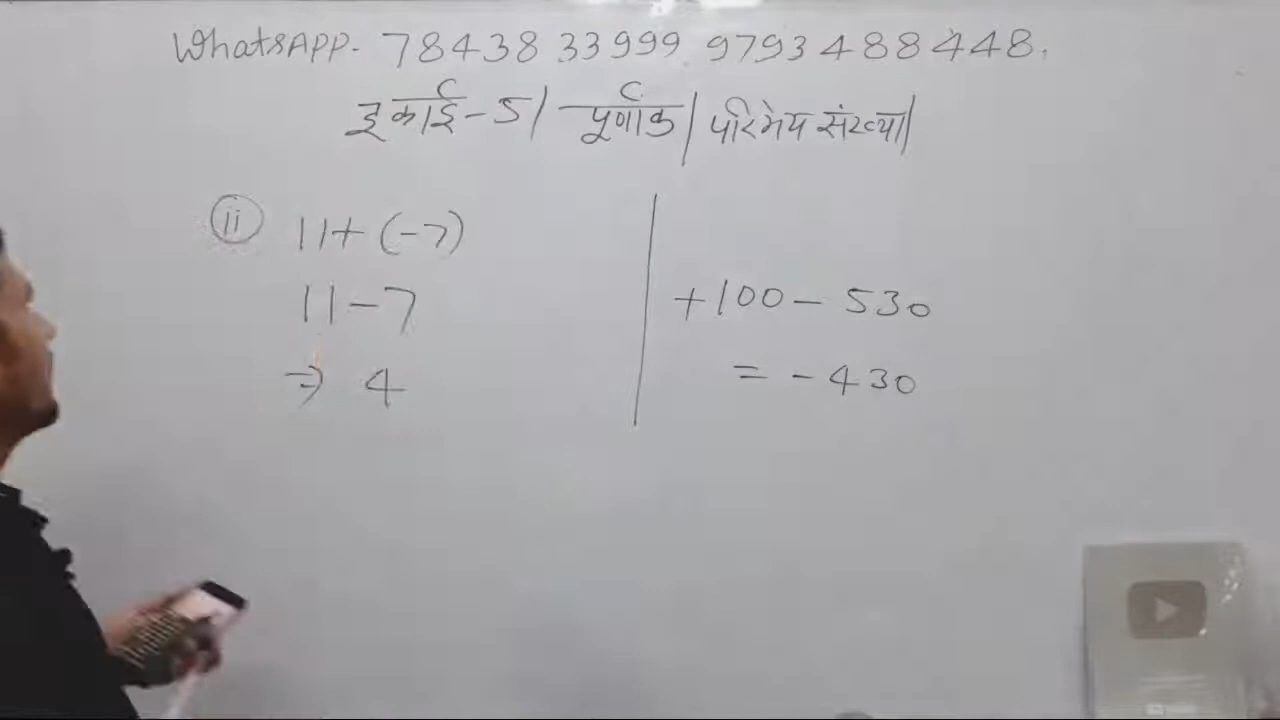 WhatsAPP. 78438 33999, 9793488448.
इकाई-5/ पूर्णांक/ परिमेय संख्या/
ii 11+(-7)
11-7
⇒ 4
+100-530
= -430